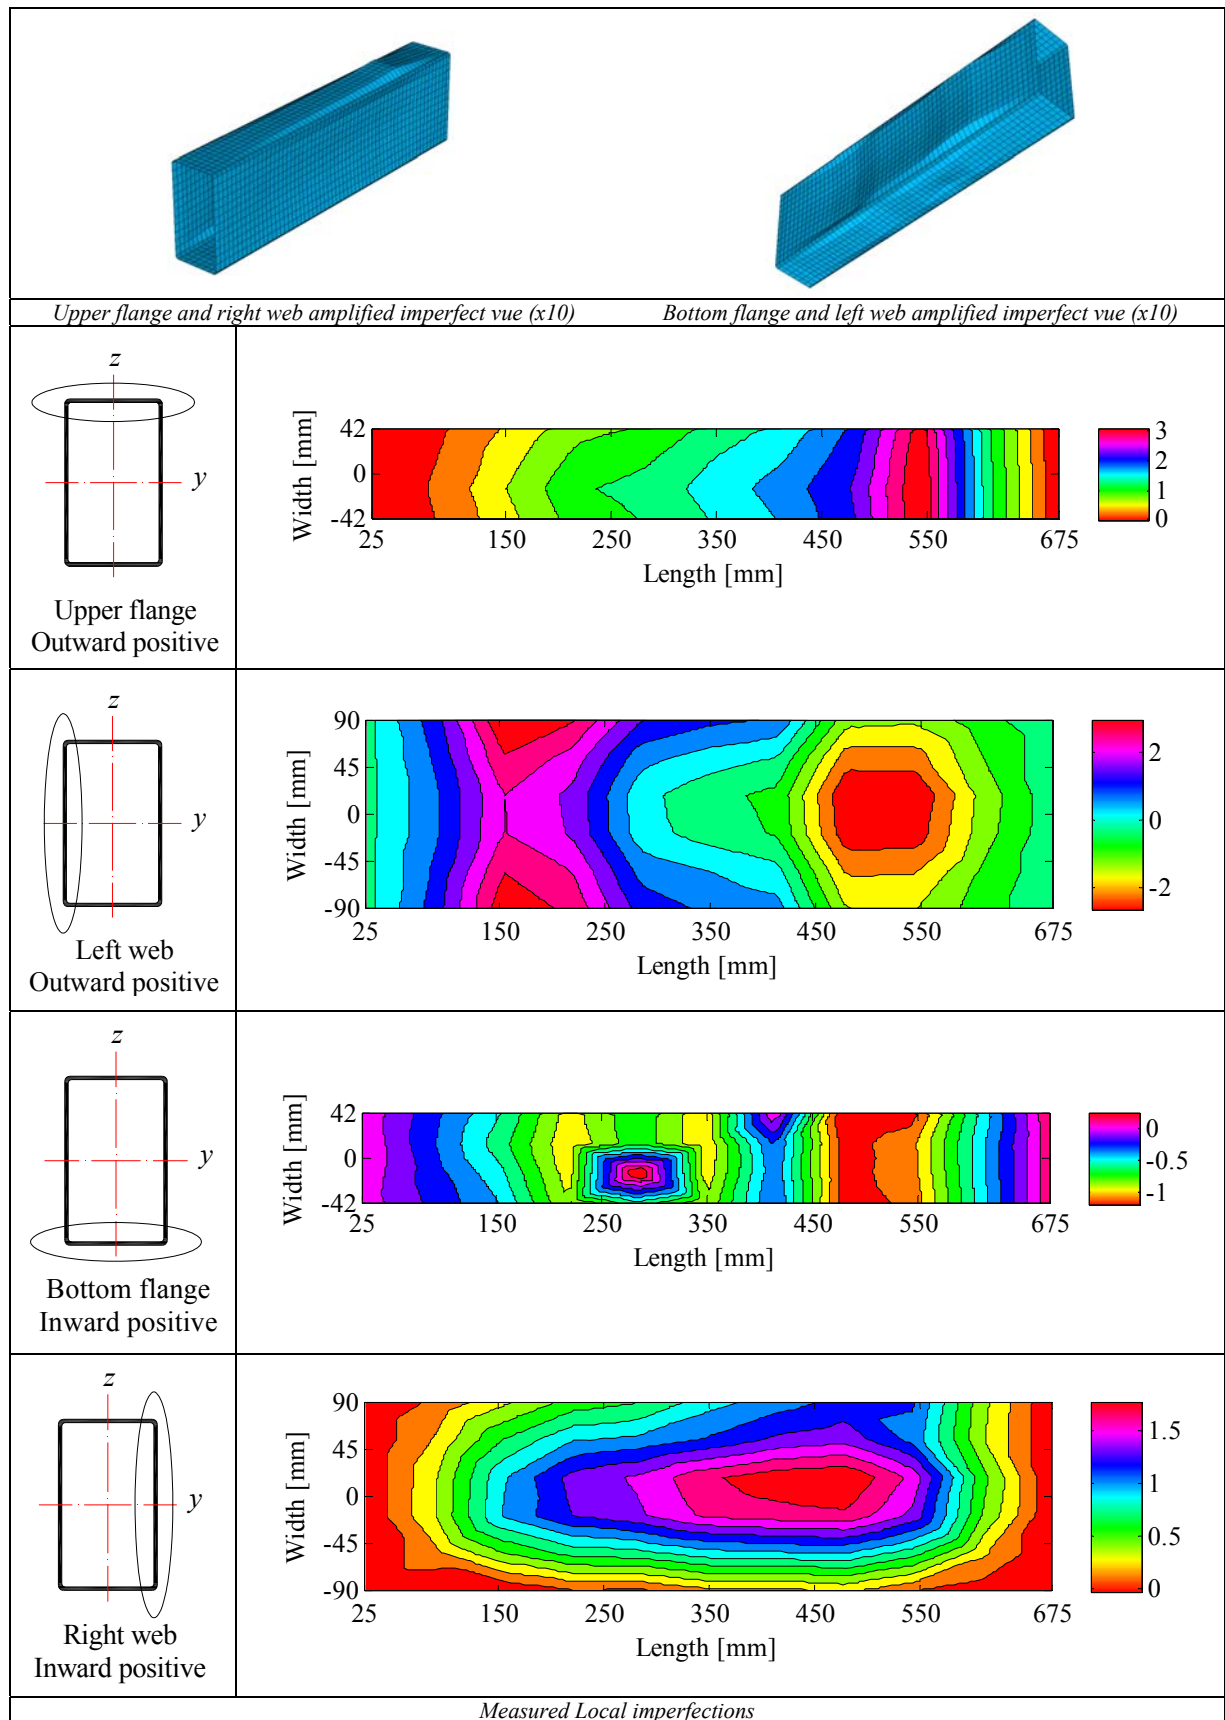 Upper flange and right web amplified imperfect vue (x10)
Bottom flange and left web amplified imperfect vue (x10)
z
y
Upper flange
Outward positive
Width [mm]
42
0
-42
25 150 250 350 450 550 675
Length [mm]
3
2
1
0
z
y
Left web
Outward positive
Width [mm]
90
45
0
-45
-90
25 150 250 350 450 550 675
Length [mm]
2
0
-2
z
y
Bottom flange
Inward positive
Width [mm]
42
0
-42
25 150 250 350 450 550 675
Length [mm]
0
-0.5
-1
z
y
Right web
Inward positive
Width [mm]
90
45
0
-45
-90
25 150 250 350 450 550 675
Length [mm]
1.5
1
0.5
0
Measured Local imperfections